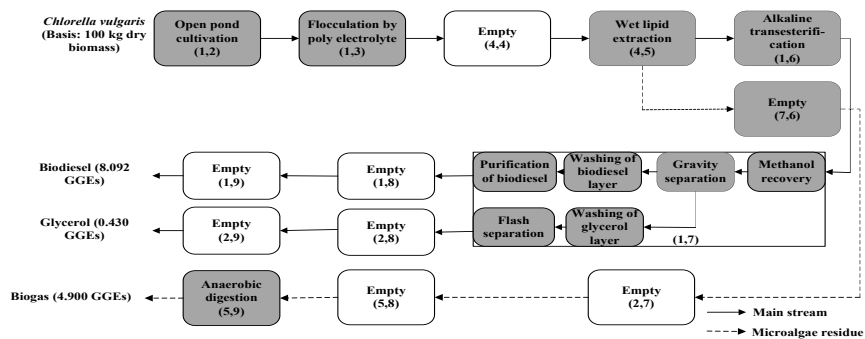 Chlorella vulgaris
(Basis: 100 kg dry
biomass)
Open pond
cultivation
(1,2)
Flocculation by
poly electrolyte
(1,3)
Empty
(4,4)
Wet lipid
extraction
(4,5)
Alkaline
transesterifi-
cation
(1,6)
Empty
(7,6)
Biodiesel (8.092
GGEs)
Empty
(1,9)
Empty
(1,8)
Purification
of biodiesel
Washing of
biodiesel
layer
Gravity
separation
Methanol
recovery
Glycerol (0.430
GGEs)
Empty
(2,9)
Empty
(2,8)
Flash
separation
Washing of
glycerol
layer
(1,7)
Biogas (4.900 GGEs)
Anaerobic
digestion
(5,9)
Empty
(5,8)
Empty
(2,7)
Main stream
Microalgae residue